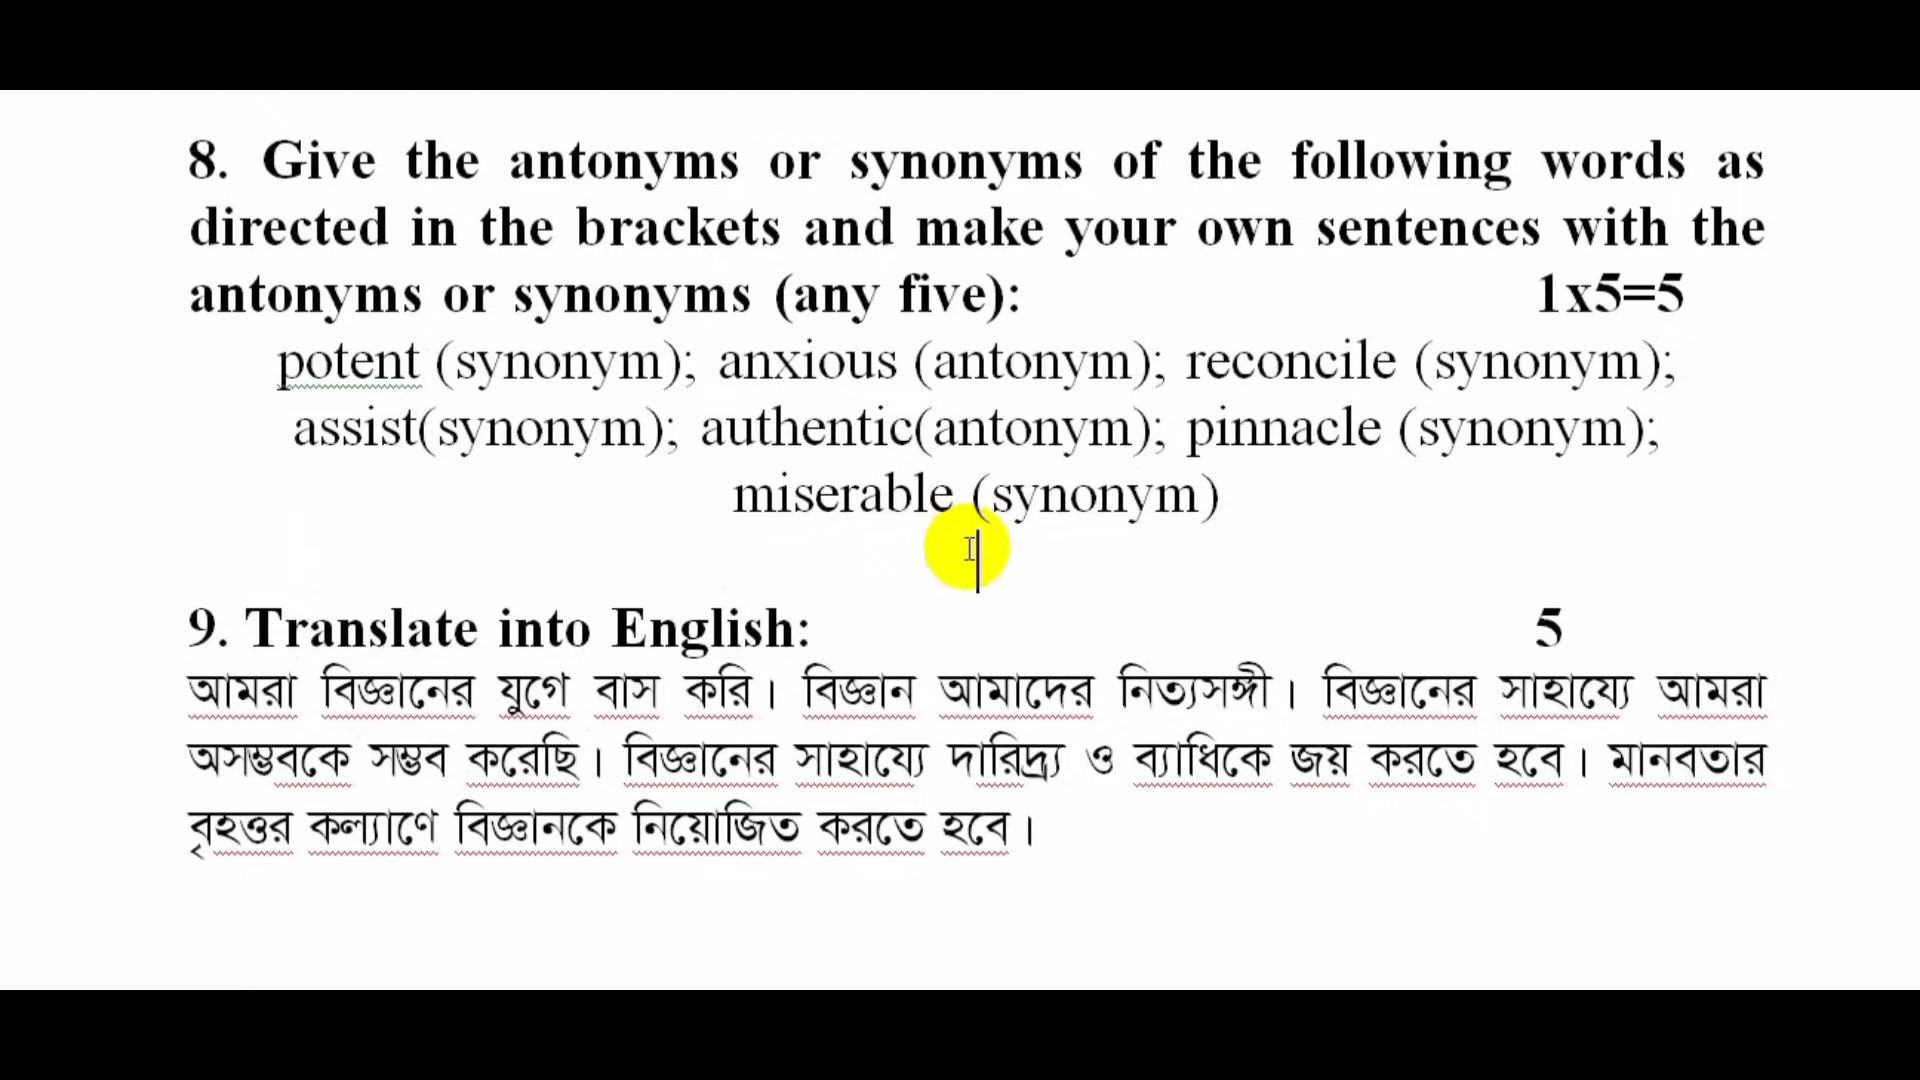 8. Give the antonyms or synonyms of the following words as
directed in the brackets and make your own sentences with the
antonyms or synonyms (any five): 1x5=5
potent (synonym); anxious (antonym); reconcile (synonym);
assist(synonym); authentic(antonym); pinnacle (synonym);
miserable (synonym)
9. Translate into English: 5
আমরা বিজ্ঞানের যুগে বাস করি। বিজ্ঞান আমাদের নিত্যসঙ্গী। বিজ্ঞানের সাহায্যে আমরা
অসম্ভবকে সম্ভব করেছি। বিজ্ঞানের সাহায্যে দারিদ্র্য ও ব্যাধিকে জয় করতে হবে। মানবতার
বৃহত্তর কল্যাণে বিজ্ঞানকে নিয়োজিত করতে হবে।